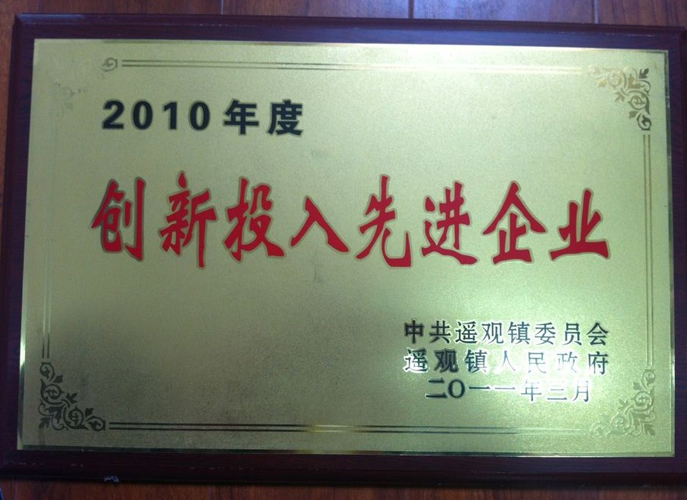 2010年度
创新投入先进企业
中共遥观镇委员会
遥观镇人民政府
二〇一一年三月